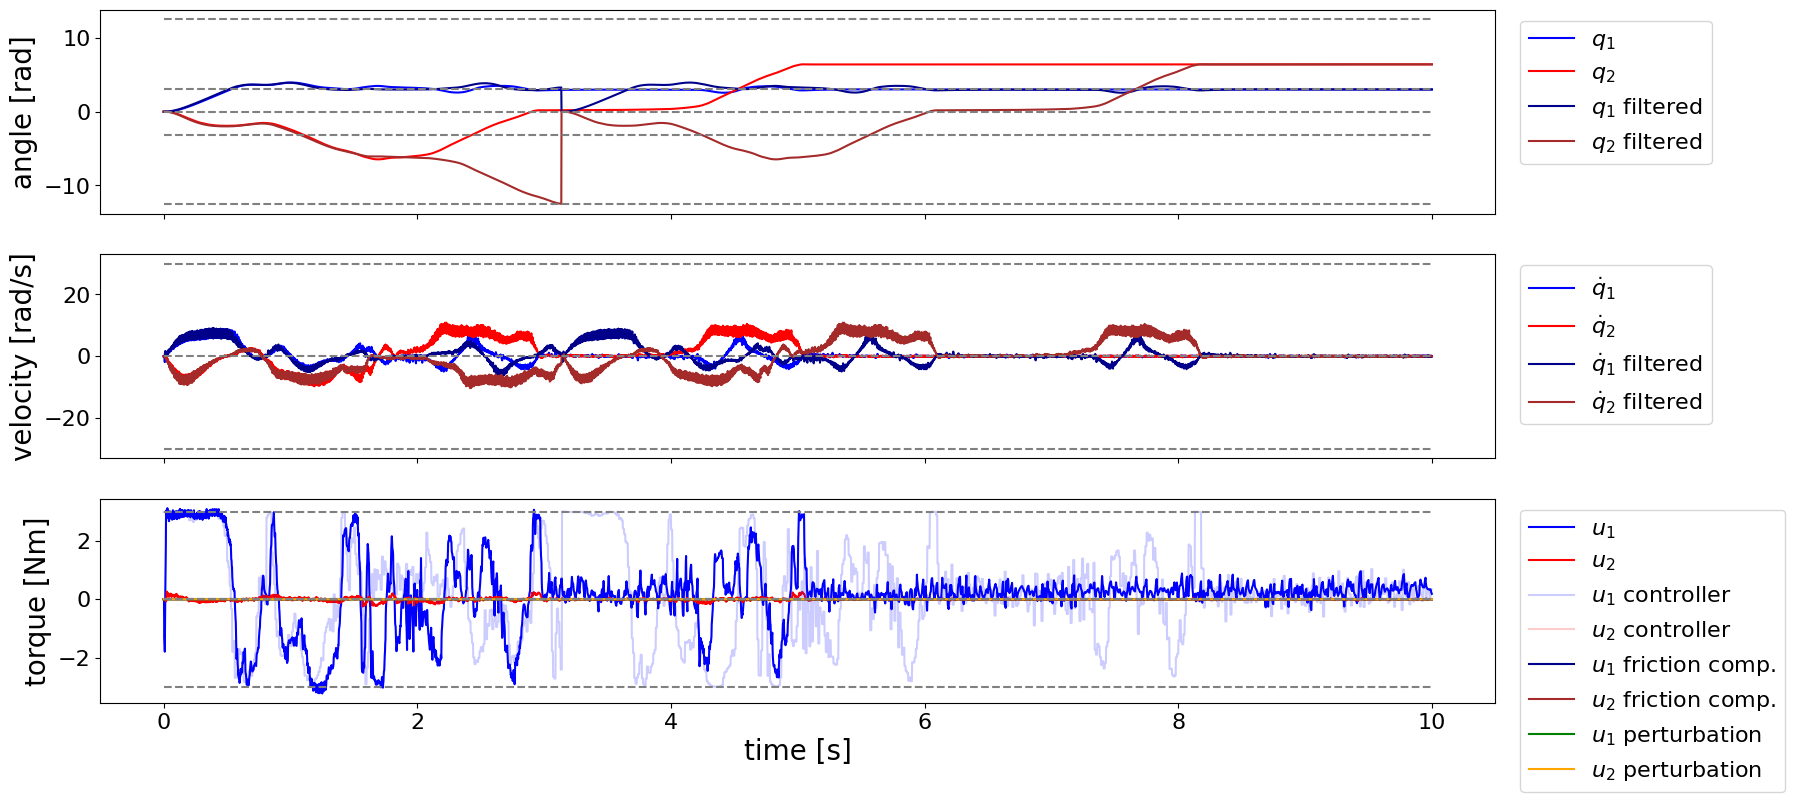 angle [rad]
10
0
−10
q₁
q₂
q₁ filtered
q₂ filtered
velocity [rad/s]
20
0
−20
q̇₁
q̇₂
q̇₁ filtered
q̇₂ filtered
torque [Nm]
2
0
−2
0 2 4 6 8 10
time [s]
u₁
u₂
u₁ controller
u₂ controller
u₁ friction comp.
u₂ friction comp.
u₁ perturbation
u₂ perturbation